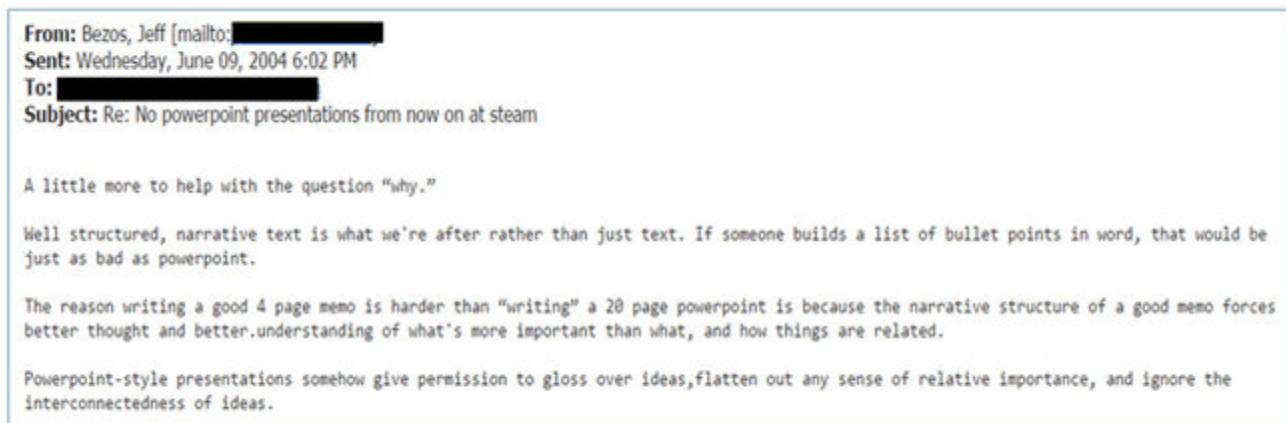 From: Bezos, Jeff [mailto:
Sent: Wednesday, June 09, 2004 6:02 PM
To:
Subject: Re: No powerpoint presentations from now on at steam
A little more to help with the question “why.”
Well structured, narrative text is what we're after rather than just text. If someone builds a list of bullet points in word, that would be
just as bad as powerpoint.
The reason writing a good 4 page memo is harder than “writing” a 20 page powerpoint is because the narrative structure of a good memo forces
better thought and better.understanding of what's more important than what, and how things are related.
Powerpoint-style presentations somehow give permission to gloss over ideas,flatten out any sense of relative importance, and ignore the
interconnectedness of ideas.